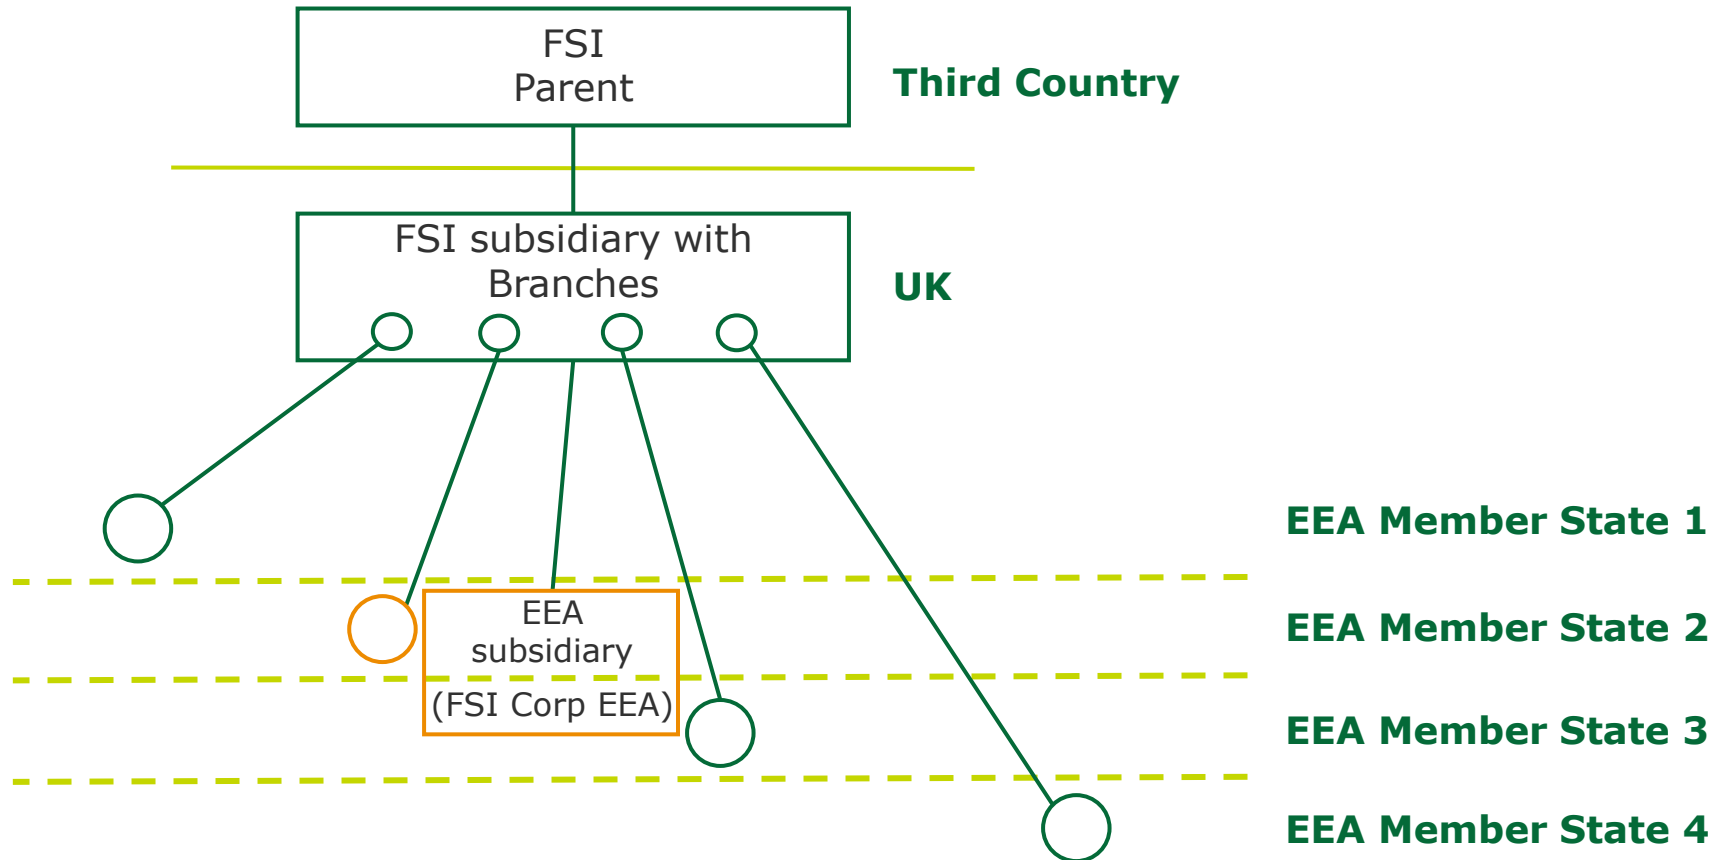 FSI
Parent
Third Country
FSI subsidiary with
Branches
UK
EEA Member State 1
EEA
subsidiary
(FSI Corp EEA)
EEA Member State 2
EEA Member State 3
EEA Member State 4